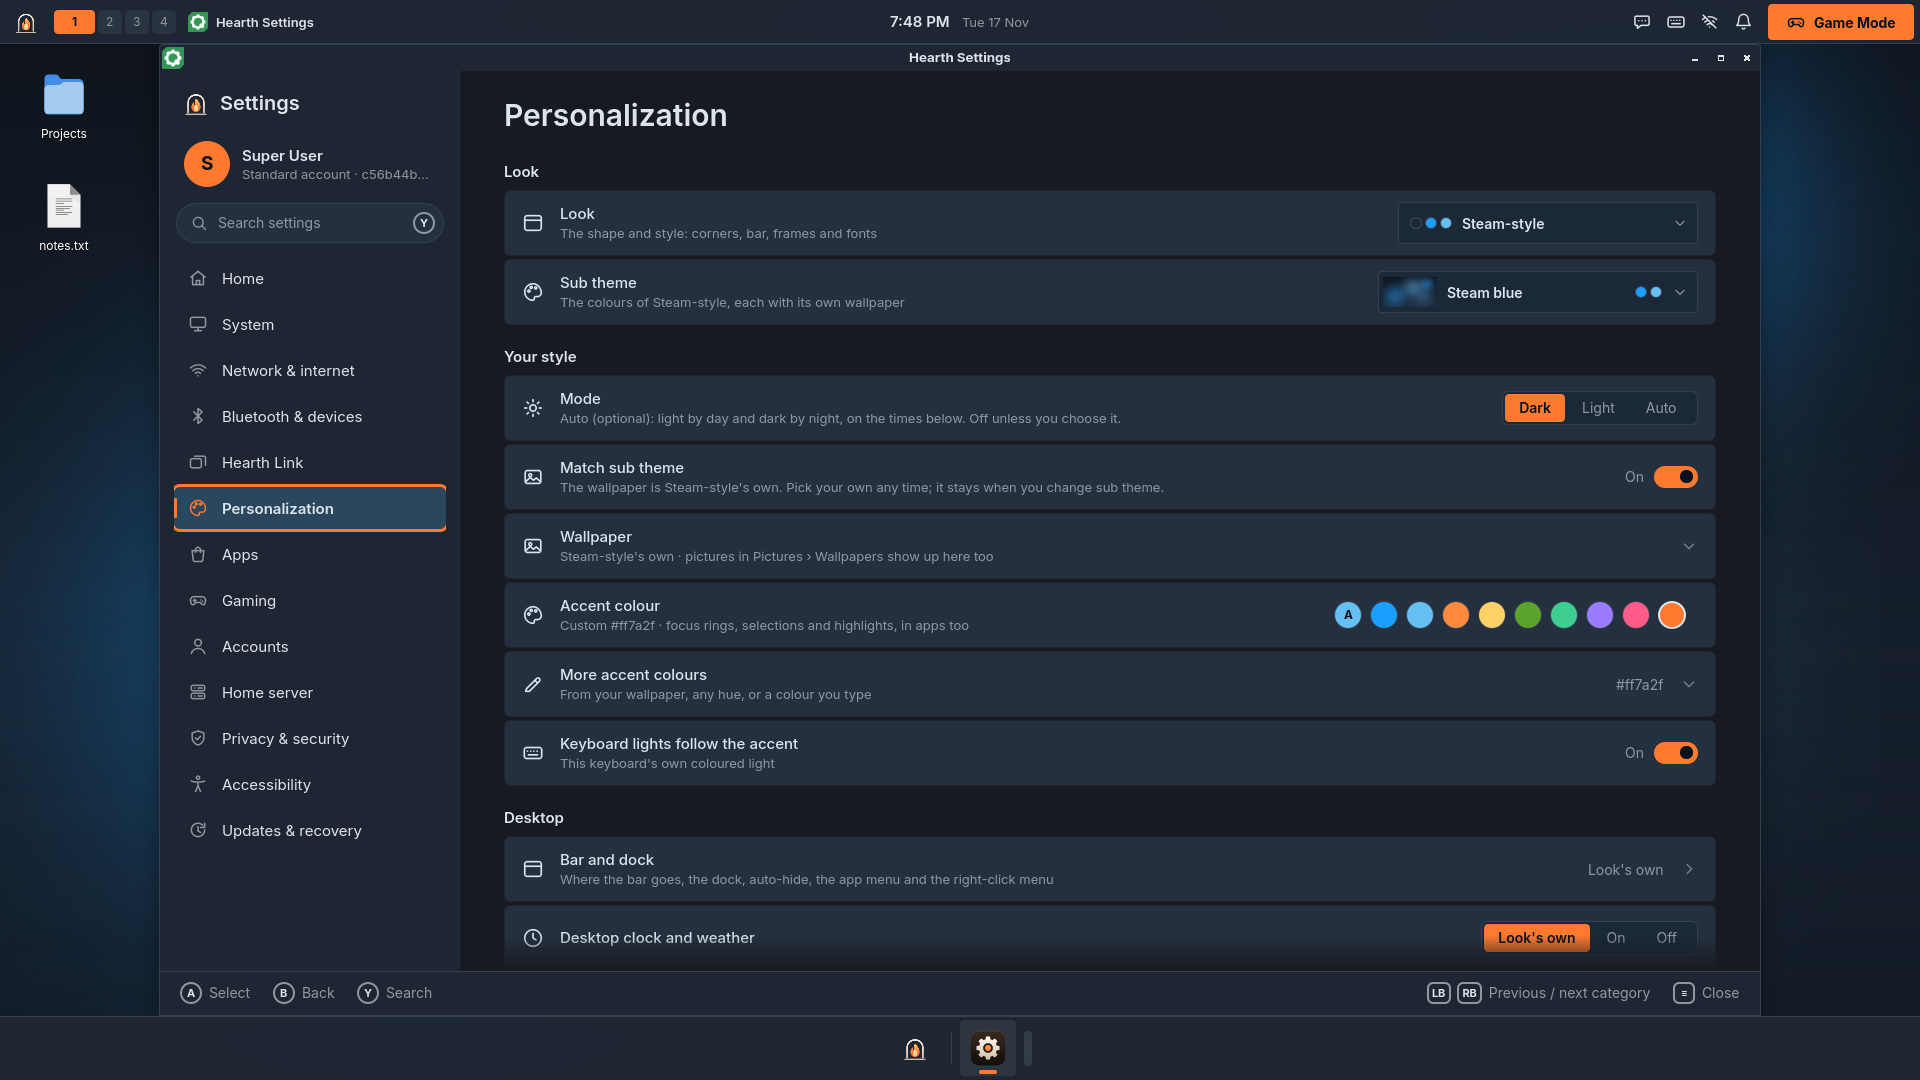 1 2 3 4 Hearth Settings 7:48 PM Tue 17 Nov Game Mode
Hearth Settings
Projects
notes.txt
Settings
S
Super User
Standard account · c56b44b...
Search settings Y
Home
System
Network & internet
Bluetooth & devices
Hearth Link
Personalization
Apps
Gaming
Accounts
Home server
Privacy & security
Accessibility
Updates & recovery
Personalization
Look
Look
The shape and style: corners, bar, frames and fonts
Steam-style
Sub theme
The colours of Steam-style, each with its own wallpaper
Steam blue
Your style
Mode
Auto (optional): light by day and dark by night, on the times below. Off unless you choose it.
Dark Light Auto
Match sub theme
The wallpaper is Steam-style's own. Pick your own any time; it stays when you change sub theme.
On
Wallpaper
Steam-style's own · pictures in Pictures › Wallpapers show up here too
Accent colour
Custom #ff7a2f · focus rings, selections and highlights, in apps too
A
More accent colours
From your wallpaper, any hue, or a colour you type
#ff7a2f
Keyboard lights follow the accent
This keyboard's own coloured light
On
Desktop
Bar and dock
Where the bar goes, the dock, auto-hide, the app menu and the right-click menu
Look's own
Desktop clock and weather
Look's own On Off
A Select B Back Y Search LB RB Previous / next category Close